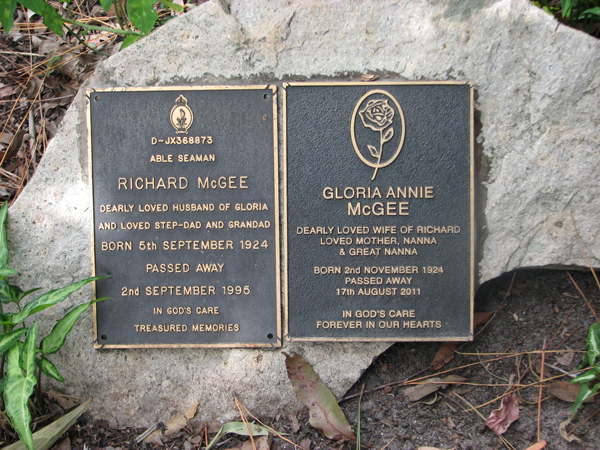 D-JX368873
ABLE SEAMAN
RICHARD McGEE
DEARLY LOVED HUSBAND OF GLORIA
AND LOVED STEP-DAD AND GRANDAD
BORN 5th SEPTEMBER 1924
PASSED AWAY
2nd SEPTEMBER 1995
IN GOD'S CARE
TREASURED MEMORIES
GLORIA ANNIE
McGEE
DEARLY LOVED WIFE OF RICHARD
LOVED MOTHER, NANNA
& GREAT NANNA
BORN 2nd NOVEMBER 1924
PASSED AWAY
17th AUGUST 2011
IN GOD'S CARE
FOREVER IN OUR HEARTS